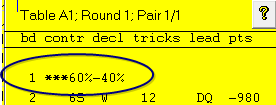 Table A1; Round 1; Pair 1/1
?
bd contr decl tricks lead pts
1 ***60%-40%
2 6S W 12 DQ -980